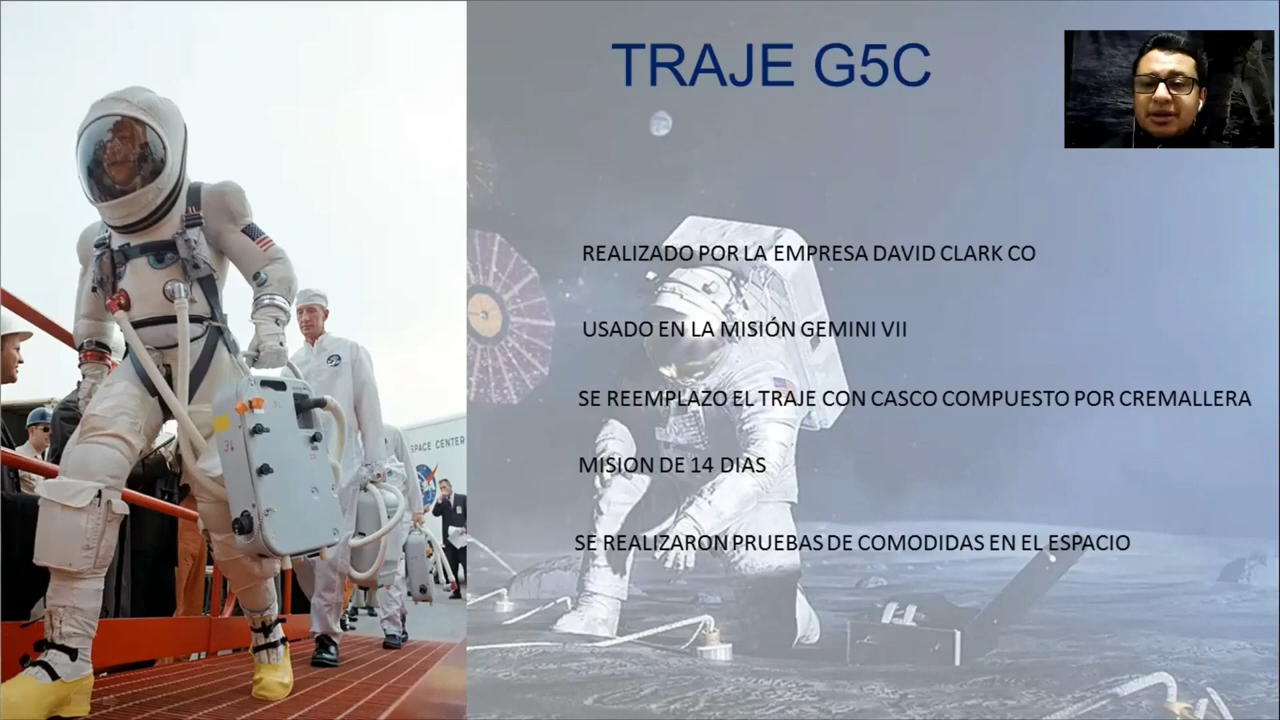 TRAJE G5C
REALIZADO POR LA EMPRESA DAVID CLARK CO
USADO EN LA MISIÓN GEMINI VII
SE REEMPLAZO EL TRAJE CON CASCO COMPUESTO POR CREMALLERA
MISION DE 14 DIAS
SE REALIZARON PRUEBAS DE COMODIDAS EN EL ESPACIO
SPACE CENTER
36